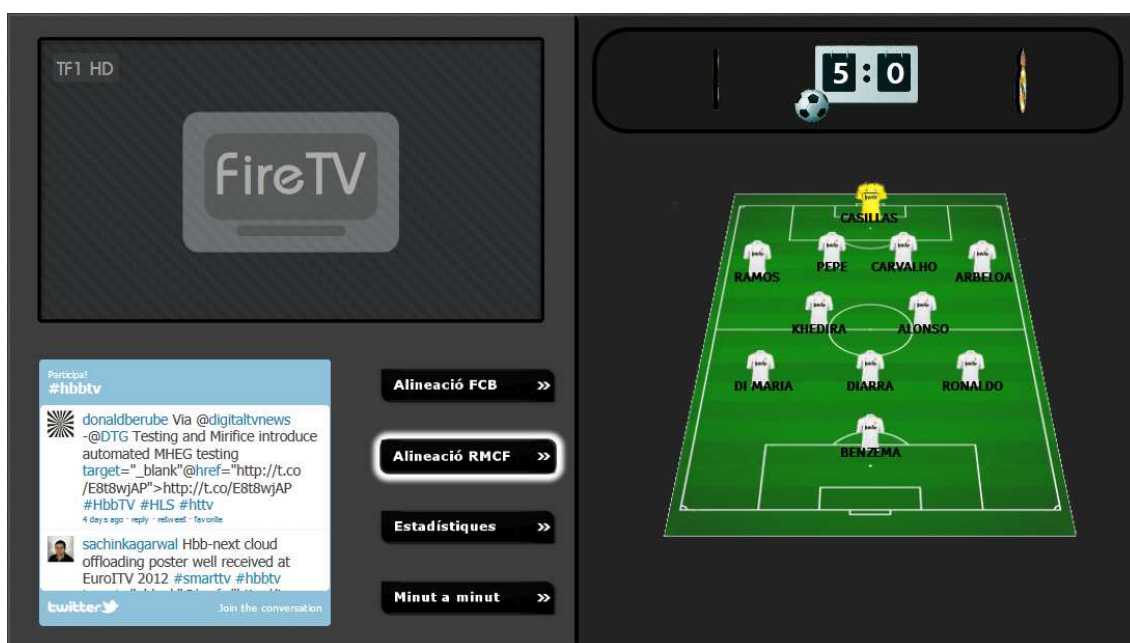 TF1 HD
FireTV
5:0
CASILLAS
PEPE CARVALHO
RAMOS ARBELOA
KHEDIRA ALONSO
DI MARIA DIARRA RONALDO
BENZEMA
Participa!
#hbbtv
donaldberube Via @digitaltvnews
-@DTG Testing and Mirifice introduce
automated MHEG testing
target="_blank"@href="http://t.co
/E8t8wjAP">http://t.co/E8t8wjAP
#HbbTV #HLS #httv
4 days ago · reply · retweet · favorite
sachinkagarwal Hbb-next cloud
offloading poster well received at
EuroITV 2012 #smarttv #hbbtv
twitter
Join the conversation
Alineació FCB »
Alineació RMCF »
Estadístiques »
Minut a minut »